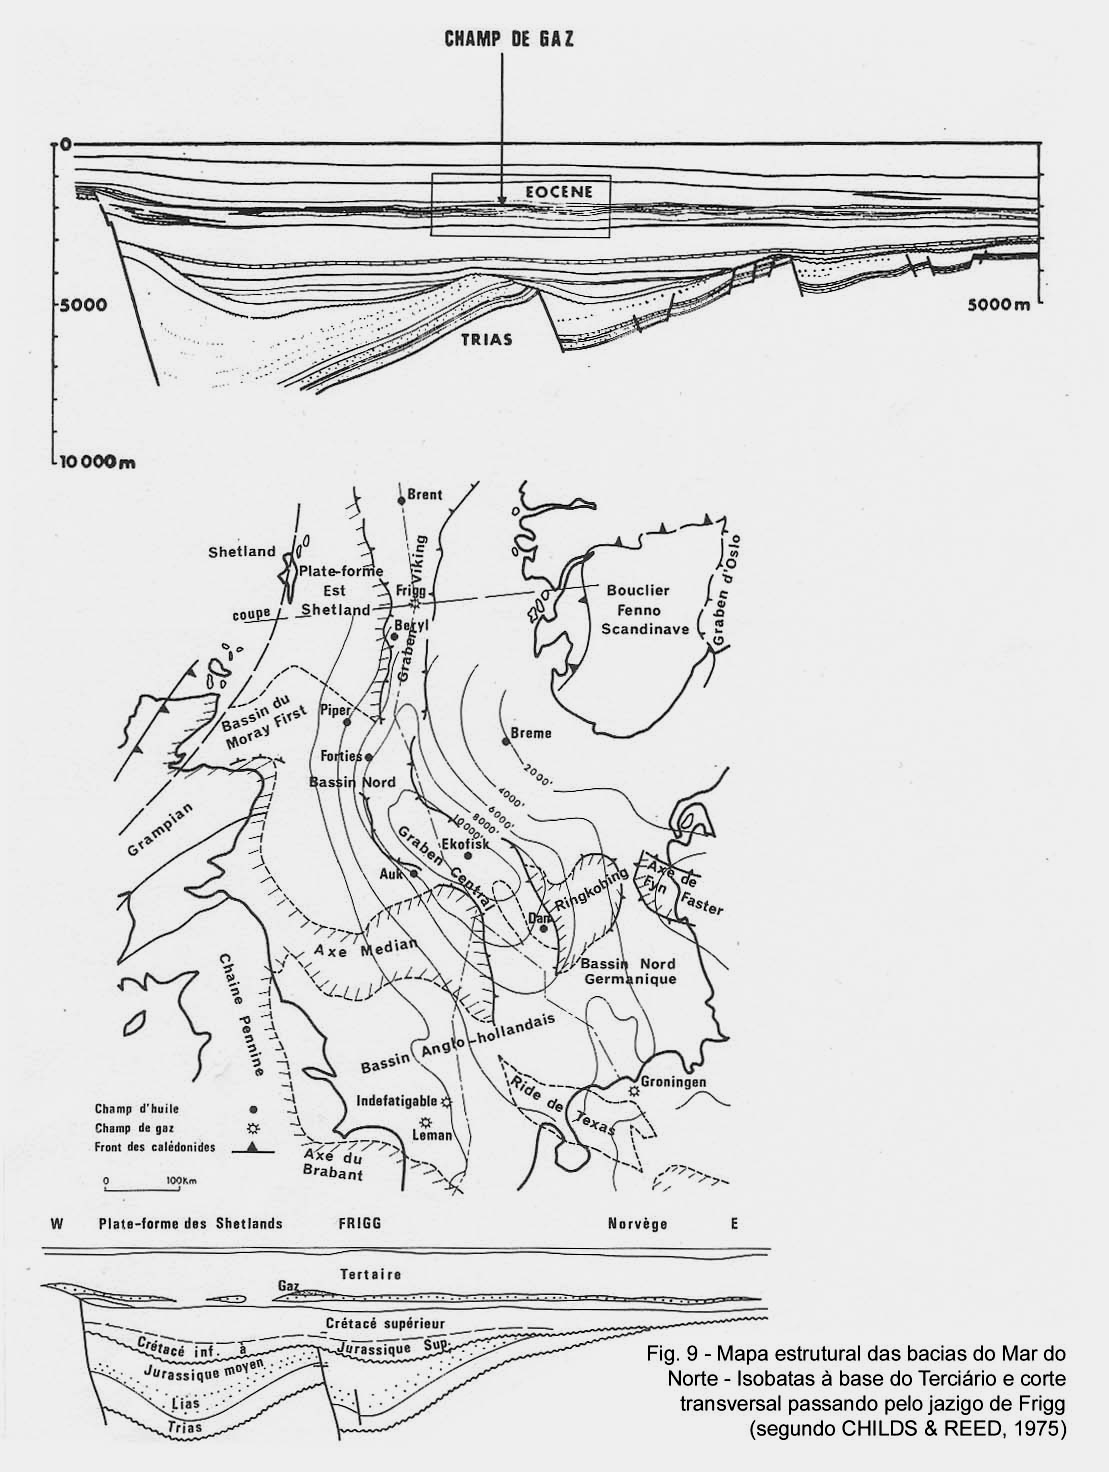 CHAMP DE GAZ
0
EOCENE
5000
5000 m
TRIAS
10 000 m
Brent
Shetland
Viking
Graben d'Oslo
Plate-forme
Est
Shetland
Frigg
Bouclier
Fenno
Scandinave
coupe
Beryl
Graben
Bassin du
Moray First
Piper
Breme
Forties
Bassin Nord
2000'
4000'
6000'
8000'
10000'
Grampian
Graben Central
Ekofisk
Auk
Ringkobing
Axe de
Fyn Faster
Dan
Axe Median
Bassin Nord
Germanique
Chaine Pennine
Bassin Anglo-hollandais
Groningen
Ride de Texas
Indefatigable
Leman
Champ d'huile
Champ de gaz
Front des calédonides
Axe du
Brabant
0 100Km
W Plate-forme des Shetlands FRIGG Norvège E
Tertaire
Gaz
Crétacé supérieur
Crétacé inf. à
Jurassique Sup.
Jurassique moyen
Lias
Trias
Fig. 9 - Mapa estrutural das bacias do Mar do
Norte - Isobatas à base do Terciário e corte
transversal passando pelo jazigo de Frigg
(segundo CHILDS & REED, 1975)